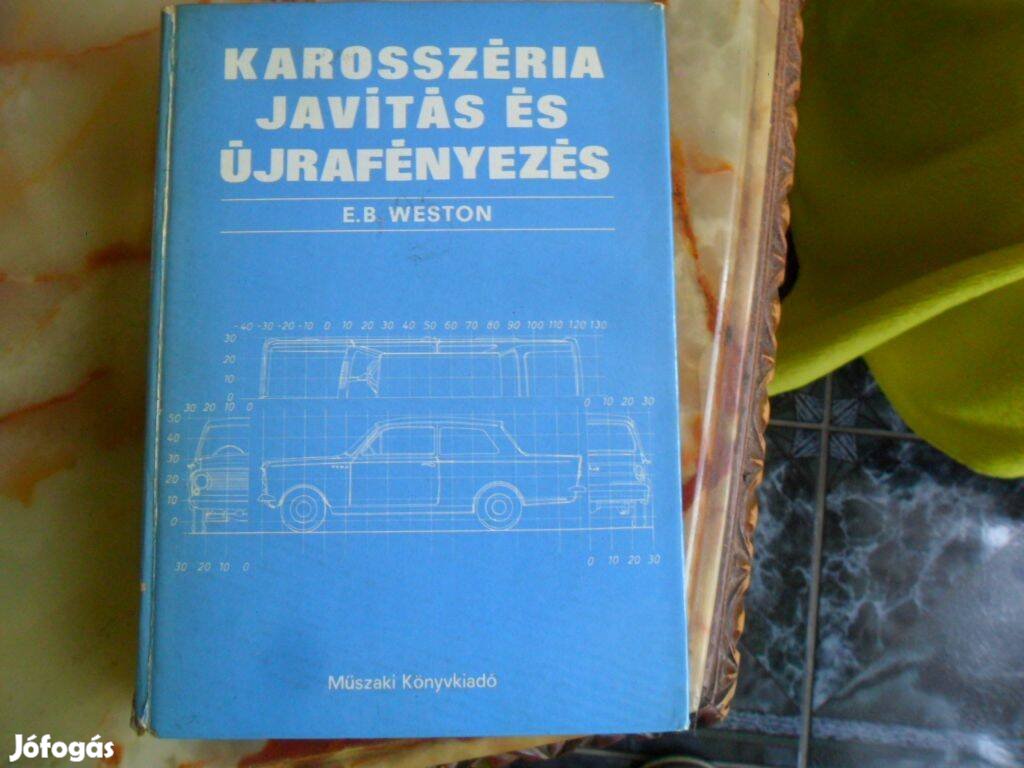 KAROSSZÉRIA
JAVÍTÁS ÉS
ÚJRAFÉNYEZÉS
E.B. WESTON
-40 -30 -20 -10 0 10 20 30 40 50 60 70 80 90 100 110 120 130
30
20
10
0
30 20 10 0
0 10 20 30
50
40
30
20
10
0
30 20 10 0
0 10 20 30
Műszaki Könyvkiadó
Jófogás